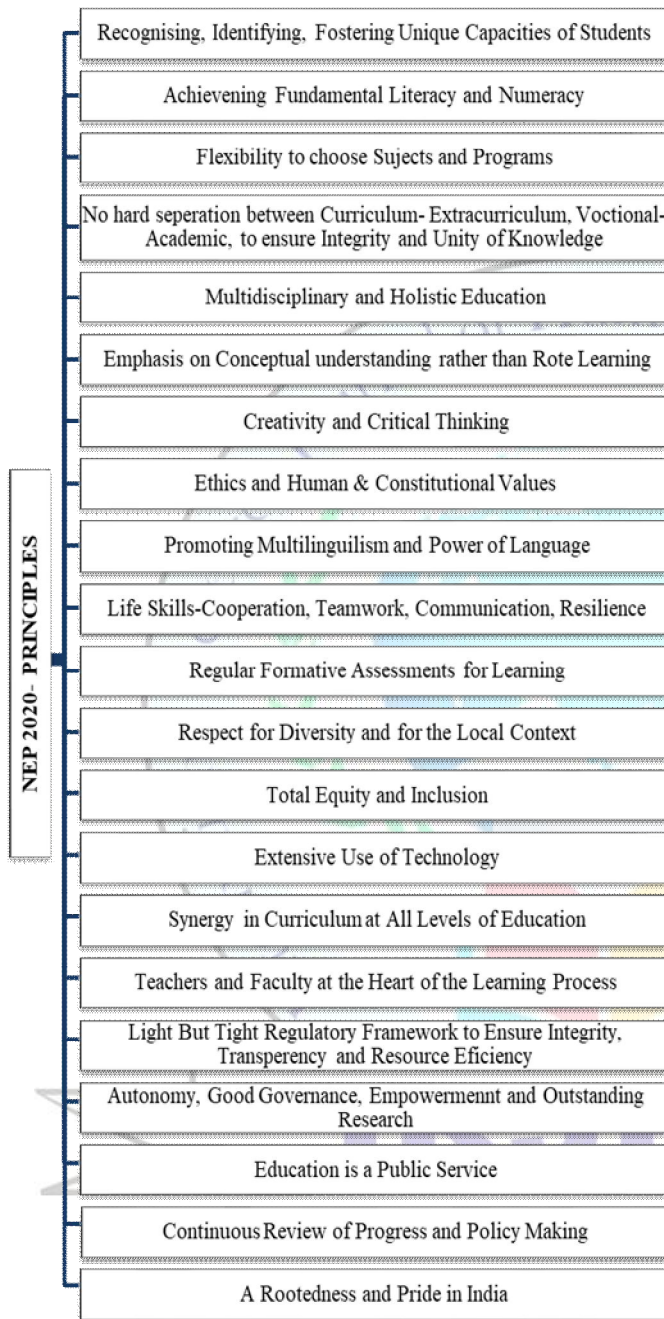 Recognising, Identifying, Fostering Unique Capacities of Students
Achievening Fundamental Literacy and Numeracy
Flexibility to choose Sujects and Programs
No hard seperation between Curriculum- Extracurriculum, Voctional-
Academic, to ensure Integrity and Unity of Knowledge
Multidisciplinary and Holistic Education
Emphasis on Conceptual understanding rather than Rote Learning
Creativity and Critical Thinking
Ethics and Human & Constitutional Values
NEP 2020- PRINCIPLES
Promoting Multilinguilism and Power of Language
Life Skills-Cooperation, Teamwork, Communication, Resilience
Regular Formative Assessments for Learning
Respect for Diversity and for the Local Context
Total Equity and Inclusion
Extensive Use of Technology
Synergy in Curriculum at All Levels of Education
Teachers and Faculty at the Heart of the Learning Process
Light But Tight Regulatory Framework to Ensure Integrity,
Transperency and Resource Eficiency
Autonomy, Good Governance, Empowermennt and Outstanding
Research
Education is a Public Service
Continuous Review of Progress and Policy Making
A Rootedness and Pride in India